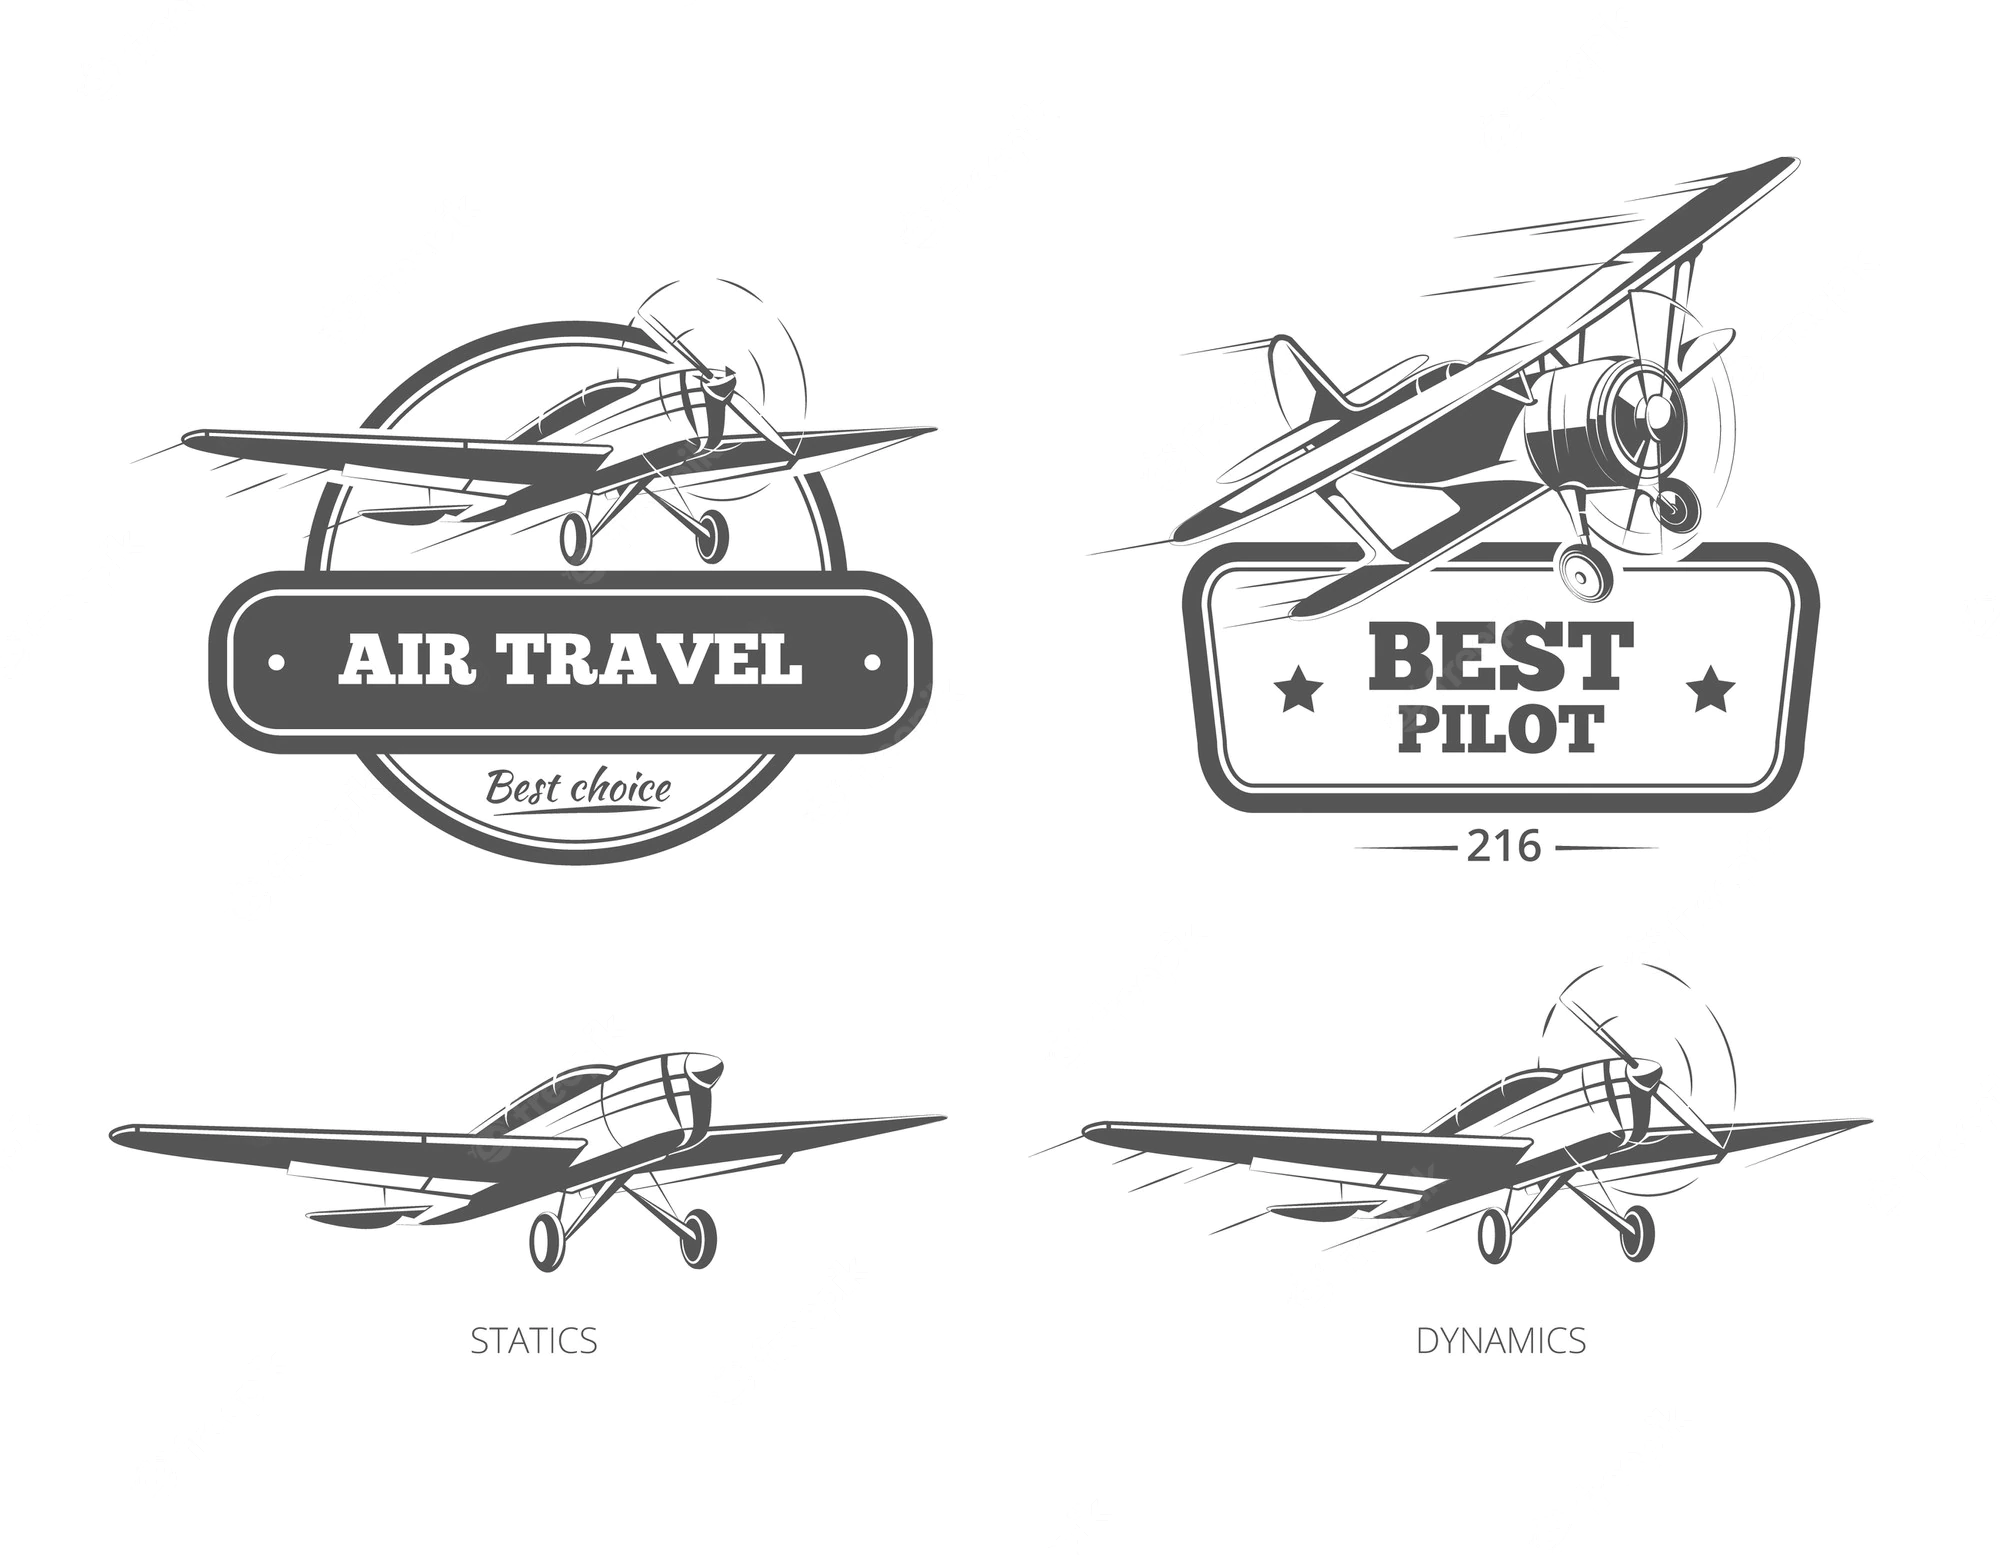 AIR TRAVEL
Best choice
BEST
PILOT
216
STATICS
DYNAMICS